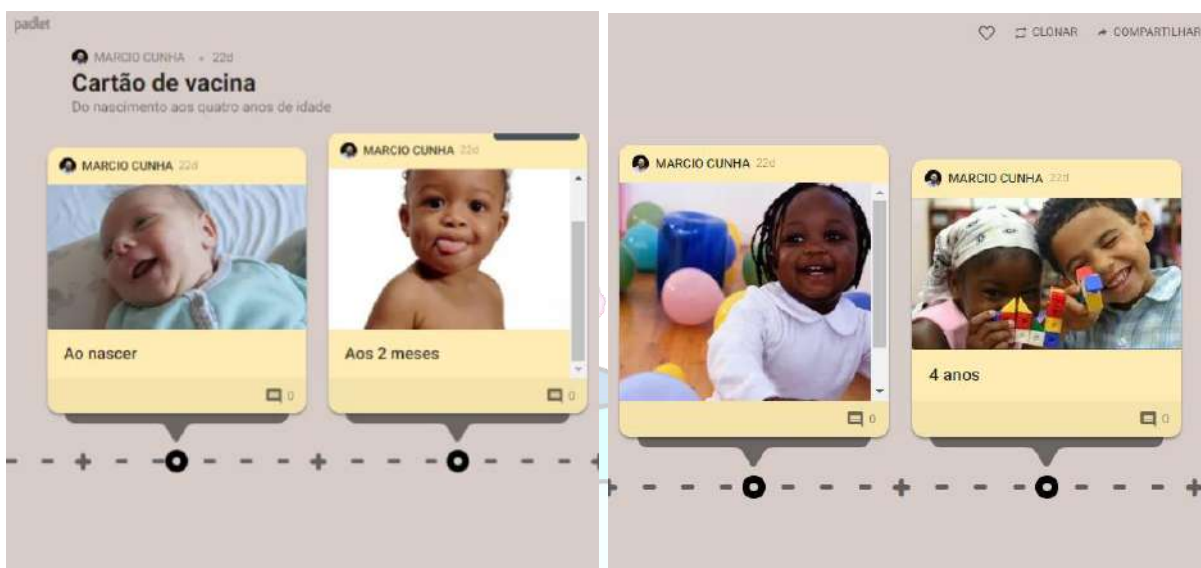 padlet
MARCIO CUNHA • 22d
Cartão de vacina
Do nascimento aos quatro anos de idade
MARCIO CUNHA 22d
Ao nascer
0
MARCIO CUNHA 22d
Aos 2 meses
0
CLONAR COMPARTILHAR
MARCIO CUNHA 22d
0
MARCIO CUNHA 22d
4 anos
0